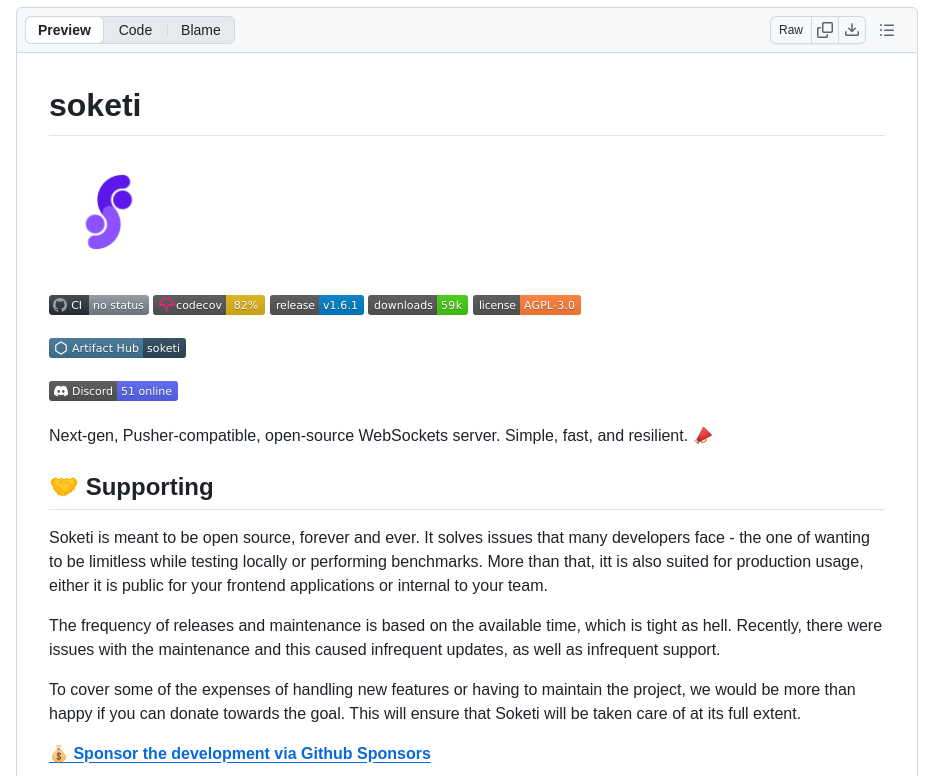 Preview Code Blame Raw
soketi
CI no status codecov 82% release v1.6.1 downloads 59k license AGPL-3.0
Artifact Hub soketi
Discord 51 online
Next-gen, Pusher-compatible, open-source WebSockets server. Simple, fast, and resilient. 📣
🤝 Supporting
Soketi is meant to be open source, forever and ever. It solves issues that many developers face - the one of wanting
to be limitless while testing locally or performing benchmarks. More than that, itt is also suited for production usage,
either it is public for your frontend applications or internal to your team.
The frequency of releases and maintenance is based on the available time, which is tight as hell. Recently, there were
issues with the maintenance and this caused infrequent updates, as well as infrequent support.
To cover some of the expenses of handling new features or having to maintain the project, we would be more than
happy if you can donate towards the goal. This will ensure that Soketi will be taken care of at its full extent.
💰 Sponsor the development via Github Sponsors